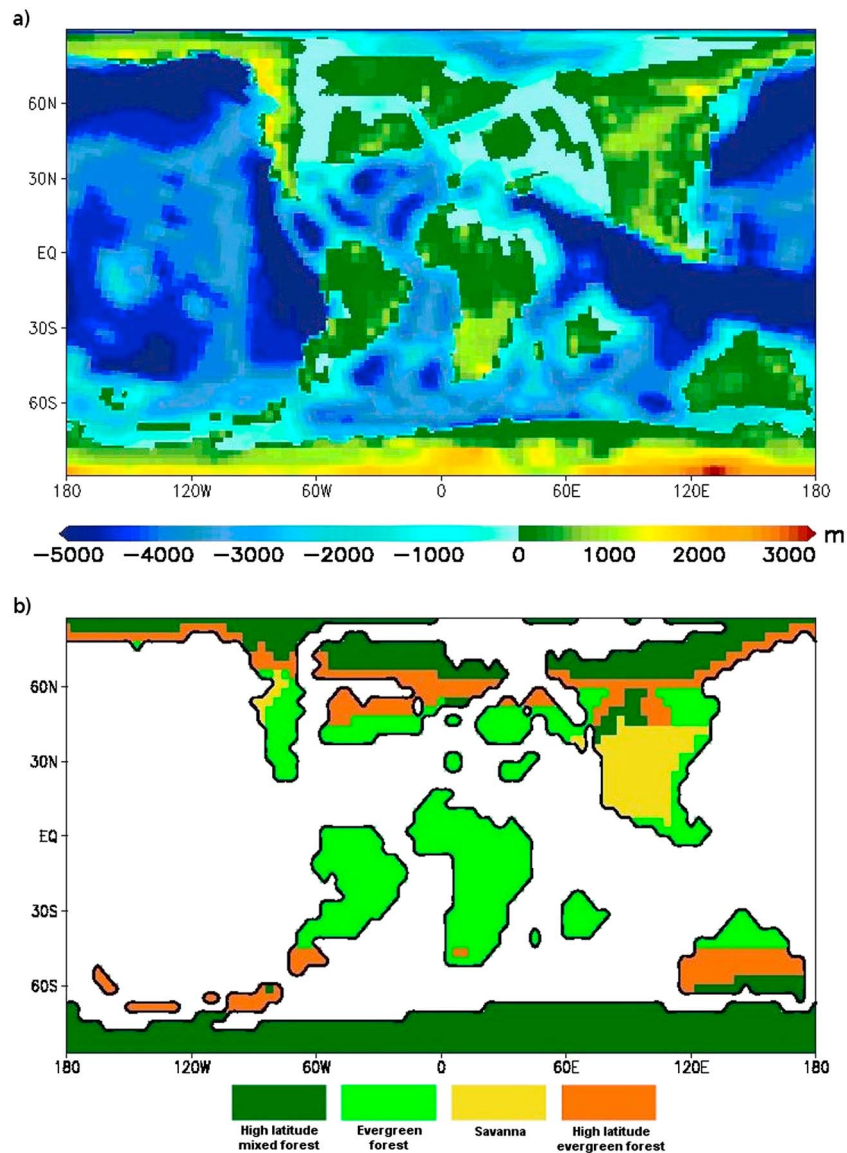 a)
60N
30N
EQ
30S
60S
180 120W 60W 0 60E 120E 180
−5000 −4000 −3000 −2000 −1000 0 1000 2000 3000 m
b)
60N
30N
EQ
30S
60S
180 120W 60W 0 60E 120E 180
High latitude mixed forest
Evergreen forest
Savanna
High latitude evergreen forest